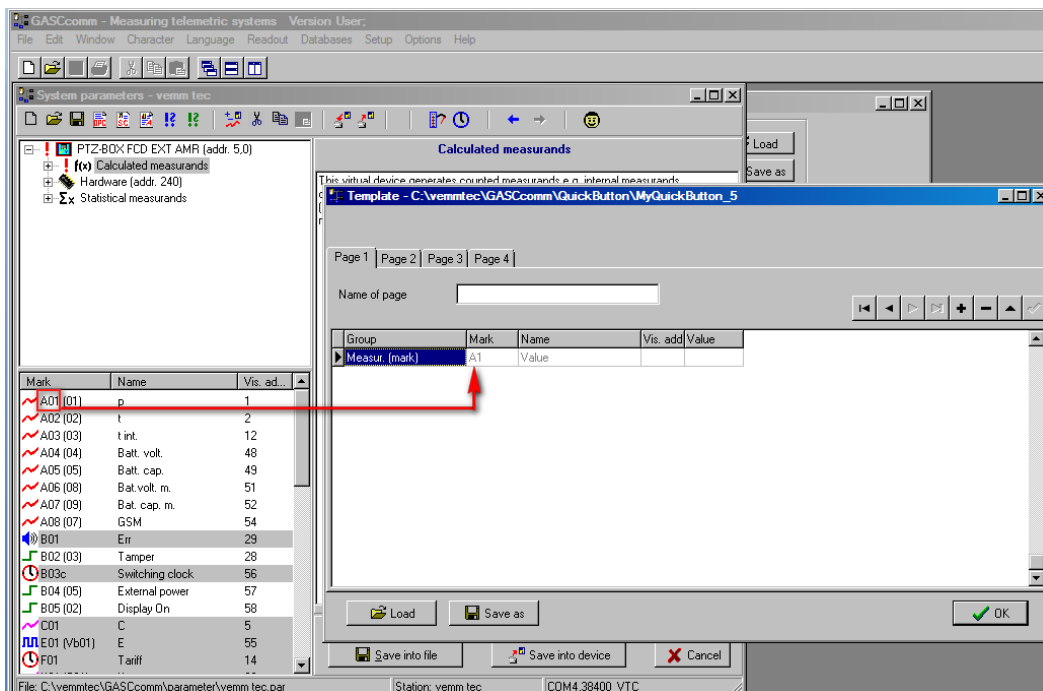 GASCcomm - Measuring telemetric systems Version User;
File Edit Window Character Language Readout Databases Setup Options Help
System parameters - vemm tec
PTZ-BOX FCD EXT AMR (addr. 5,0)
f(x) Calculated measurands
Hardware (addr. 240)
Σx Statistical measurands
Calculated measurands
This virtual device generates counted measurands e.g. internal measurands
Load
Save as
Template - C:\vemmtec\GASCcomm\QuickButton\MyQuickButton_5
Page 1 Page 2 Page 3 Page 4
Name of page
Group Mark Name Vis. add Value
Measur. (mark) A1 Value
Mark Name Vis. ad...
A01 (01) p 1
A02 (02) t 2
A03 (03) t int. 12
A04 (04) Batt. volt. 48
A05 (05) Batt. cap. 49
A06 (08) Bat.volt. m. 51
A07 (09) Bat. cap. m. 52
A08 (07) GSM 54
B01 Err 29
B02 (03) Tamper 28
B03c Switching clock 56
B04 (05) External power 57
B05 (02) Display On 58
C01 C 5
E01 (Vb01) E 55
F01 Tariff 14
Load Save as OK
Save into file Save into device Cancel
File: C:\vemmtec\GASCcomm\parameter\vemm tec.par Station: vemm tec COM4,38400 VTC